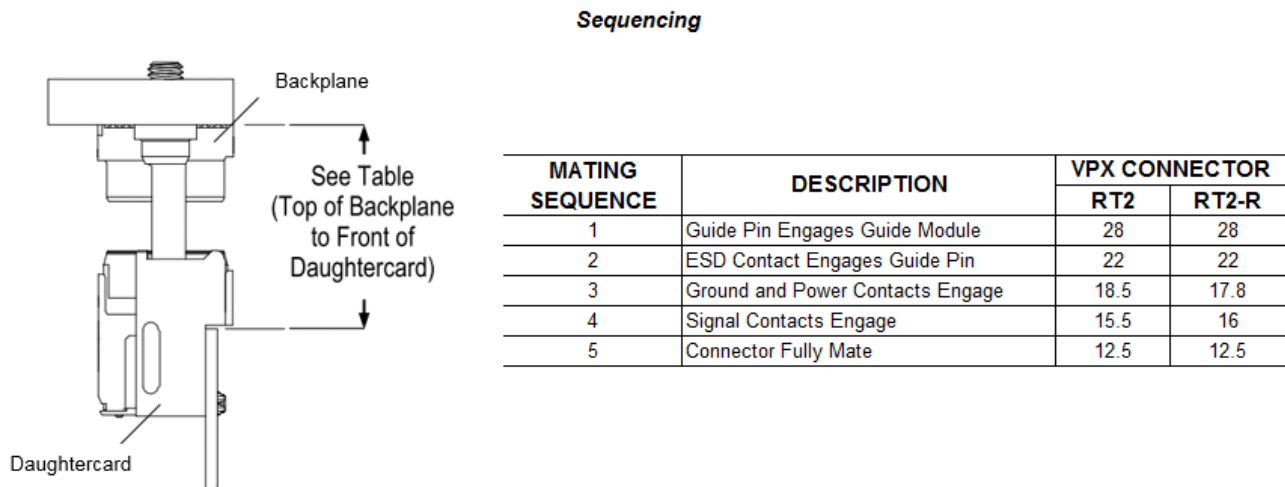 Sequencing
Backplane
See Table
(Top of Backplane
to Front of
Daughtercard)
Daughtercard
MATING SEQUENCE DESCRIPTION VPX CONNECTOR
RT2 RT2-R
1 Guide Pin Engages Guide Module 28 28
2 ESD Contact Engages Guide Pin 22 22
3 Ground and Power Contacts Engage 18.5 17.8
4 Signal Contacts Engage 15.5 16
5 Connector Fully Mate 12.5 12.5